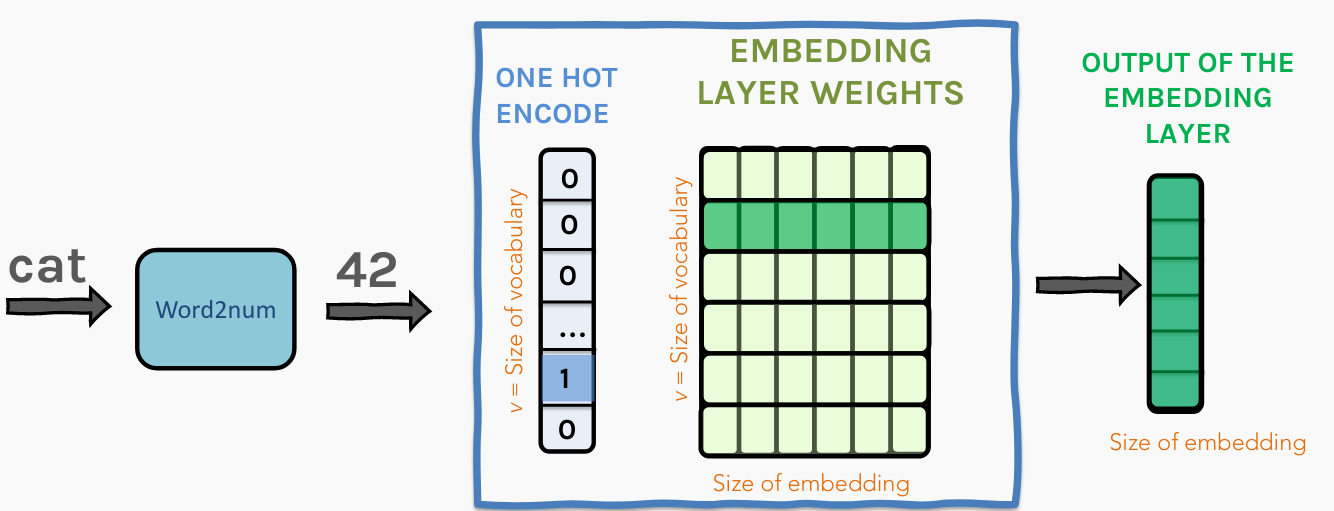 cat
Word2num
42
ONE HOT
ENCODE
v = Size of vocabulary
0
0
0
...
1
0
EMBEDDING
LAYER WEIGHTS
v = Size of vocabulary
Size of embedding
OUTPUT OF THE
EMBEDDING
LAYER
Size of embedding